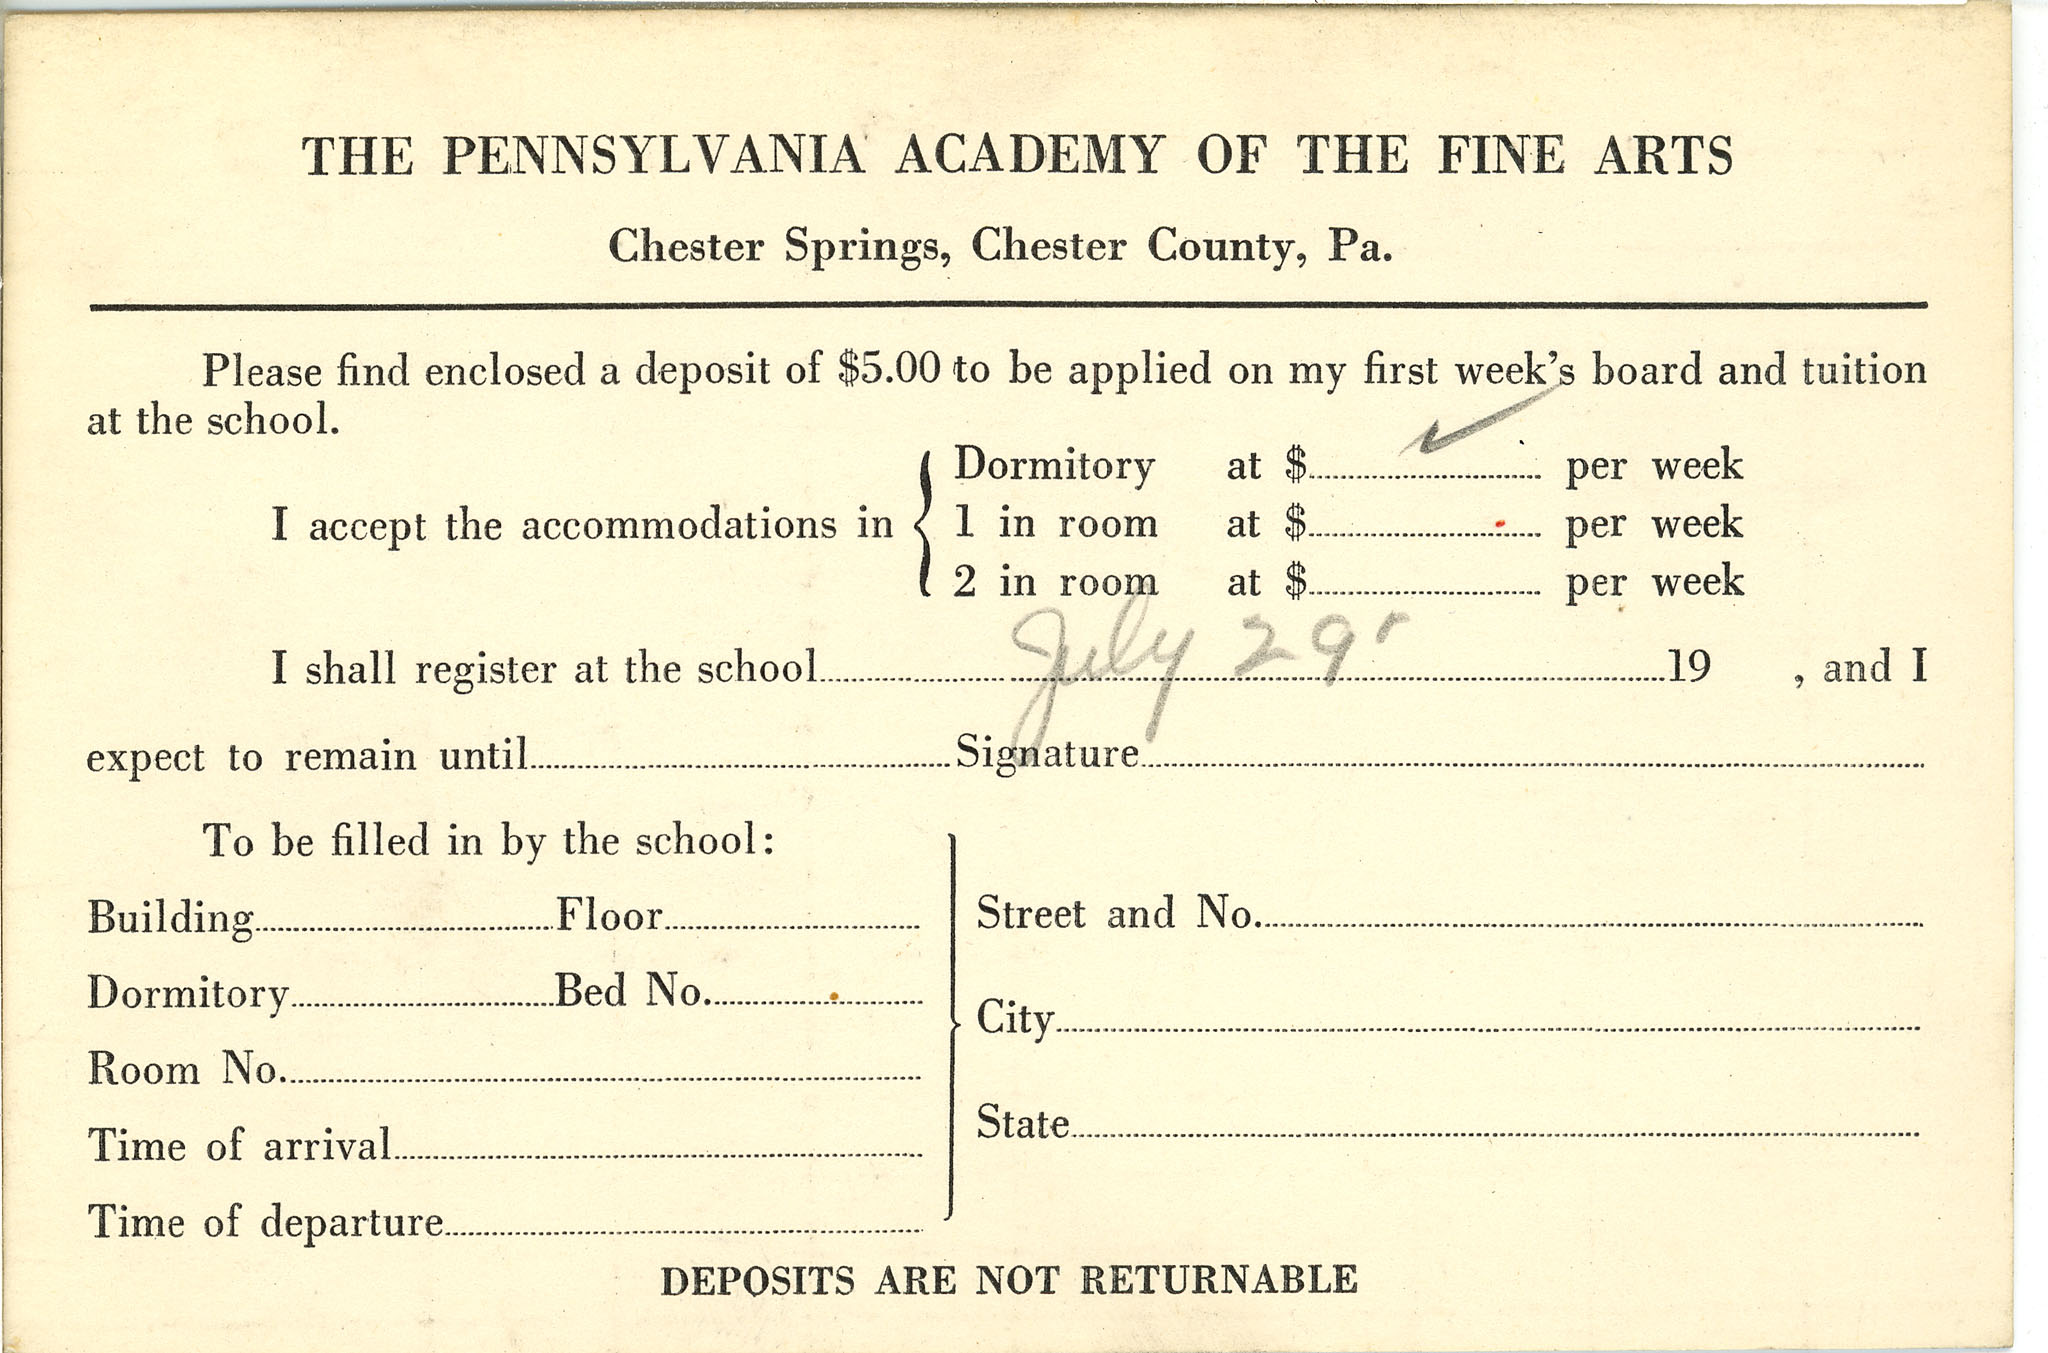 THE PENNSYLVANIA ACADEMY OF THE FINE ARTS
Chester Springs, Chester County, Pa.
Please find enclosed a deposit of $5.00 to be applied on my first week's board and tuition
at the school.
Dormitory at $ per week
I accept the accommodations in 1 in room at $ per week
2 in room at $ per week
I shall register at the school July 29 19 , and I
expect to remain until Signature
To be filled in by the school:
Building Floor
Dormitory Bed No.
Room No.
Time of arrival
Time of departure
Street and No.
City
State
DEPOSITS ARE NOT RETURNABLE